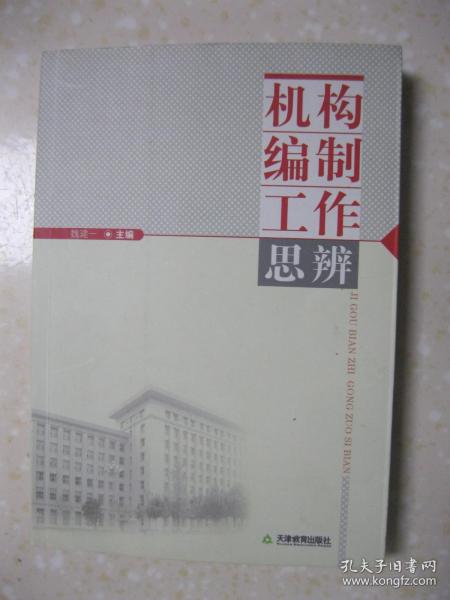 机构
编制
工作
思辨
魏建一 ◉ 主编
JI GOU BIAN ZHI GONG ZUO SI BIAN
天津教育出版社
孔夫子旧书网
www.kongfz.com